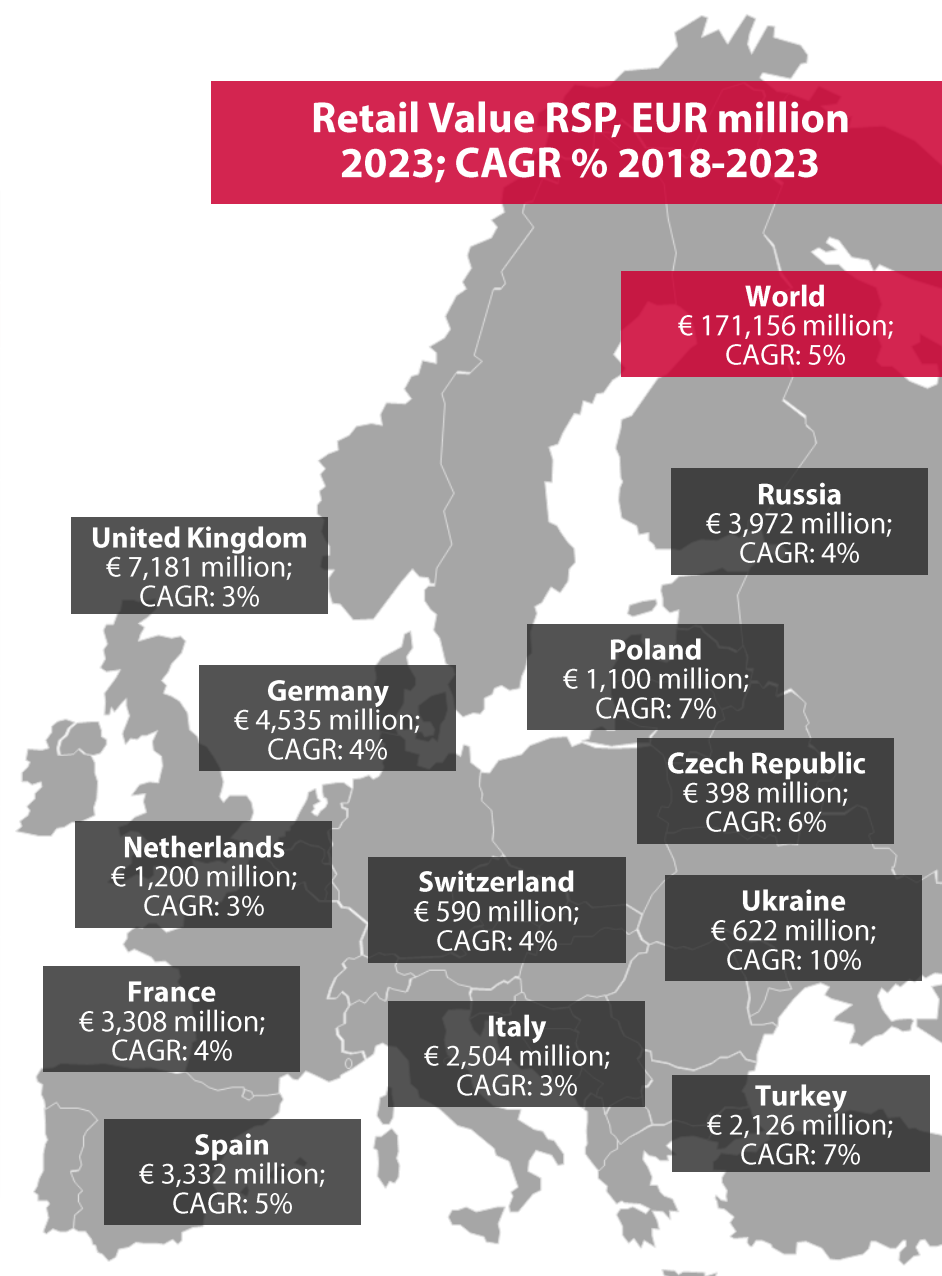 Retail Value RSP, EUR million
2023; CAGR % 2018-2023
World
€ 171,156 million;
CAGR: 5%
Russia
€ 3,972 million;
CAGR: 4%
United Kingdom
€ 7,181 million;
CAGR: 3%
Poland
€ 1,100 million;
CAGR: 7%
Germany
€ 4,535 million;
CAGR: 4%
Czech Republic
€ 398 million;
CAGR: 6%
Netherlands
€ 1,200 million;
CAGR: 3%
Switzerland
€ 590 million;
CAGR: 4%
Ukraine
€ 622 million;
CAGR: 10%
France
€ 3,308 million;
CAGR: 4%
Italy
€ 2,504 million;
CAGR: 3%
Turkey
€ 2,126 million;
CAGR: 7%
Spain
€ 3,332 million;
CAGR: 5%